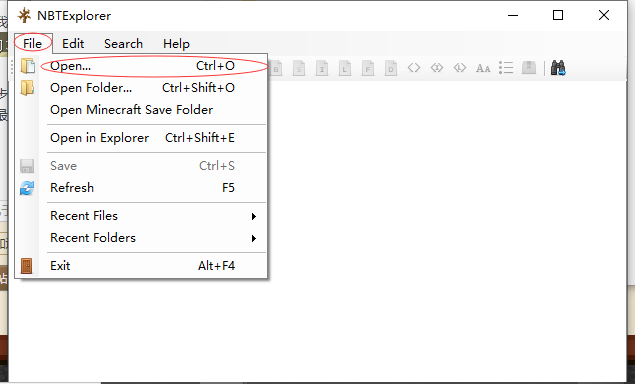 NBTExplorer
File Edit Search Help
Open... Ctrl+O
Open Folder... Ctrl+Shift+O
Open Minecraft Save Folder
Open in Explorer Ctrl+Shift+E
Save Ctrl+S
Refresh F5
Recent Files
Recent Folders
Exit Alt+F4